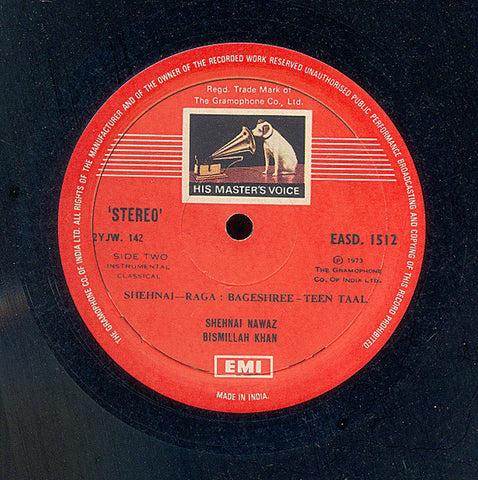 ALL RIGHTS OF THE MANUFACTURER AND OF THE OWNER OF THE RECORDED WORK RESERVED UNAUTHORISED PUBLIC PERFORMANCE BROADCASTING AND COPYING OF THIS RECORD PROHIBITED.
THE GRAMOPHONE CO. OF INDIA LTD.
Regd. Trade Mark of
The Gramophone Co., Ltd.
HIS MASTER'S VOICE
'STEREO'
2YJW. 142
EASD. 1512
SIDE TWO
INSTRUMENTAL
CLASSICAL
℗ 1973
THE GRAMOPHONE
CO. OF INDIA LTD.
SHEHNAI—RAGA : BAGESHREE - TEEN TAAL
SHEHNAI NAWAZ
BISMILLAH KHAN
EMI
MADE IN INDIA.